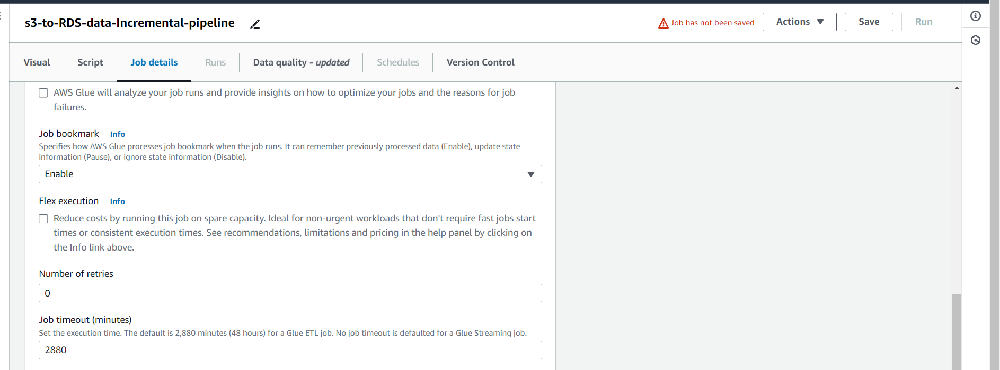 s3-to-RDS-data-Incremental-pipeline
Job has not been saved
Actions
Save
Run
Visual
Script
Job details
Runs
Data quality - updated
Schedules
Version Control
AWS Glue will analyze your job runs and provide insights on how to optimize your jobs and the reasons for job
failures.
Job bookmark Info
Specifies how AWS Glue processes job bookmark when the job runs. It can remember previously processed data (Enable), update state
information (Pause), or ignore state information (Disable).
Enable
Flex execution Info
Reduce costs by running this job on spare capacity. Ideal for non-urgent workloads that don't require fast jobs start
times or consistent execution times. See recommendations, limitations and pricing in the help panel by clicking on
the Info link above.
Number of retries
0
Job timeout (minutes)
Set the execution time. The default is 2,880 minutes (48 hours) for a Glue ETL job. No job timeout is defaulted for a Glue Streaming job.
2880